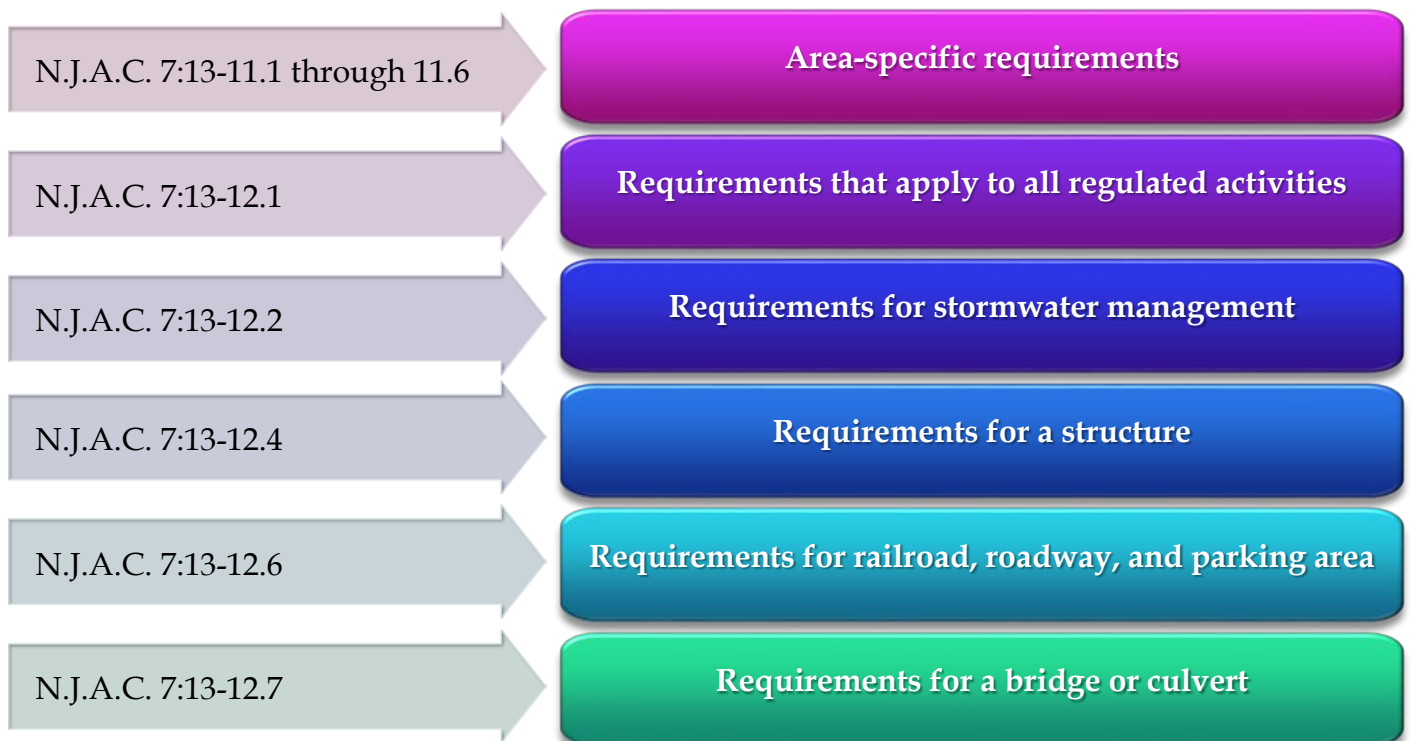 N.J.A.C. 7:13-11.1 through 11.6
Area-specific requirements
N.J.A.C. 7:13-12.1
Requirements that apply to all regulated activities
N.J.A.C. 7:13-12.2
Requirements for stormwater management
N.J.A.C. 7:13-12.4
Requirements for a structure
N.J.A.C. 7:13-12.6
Requirements for railroad, roadway, and parking area
N.J.A.C. 7:13-12.7
Requirements for a bridge or culvert